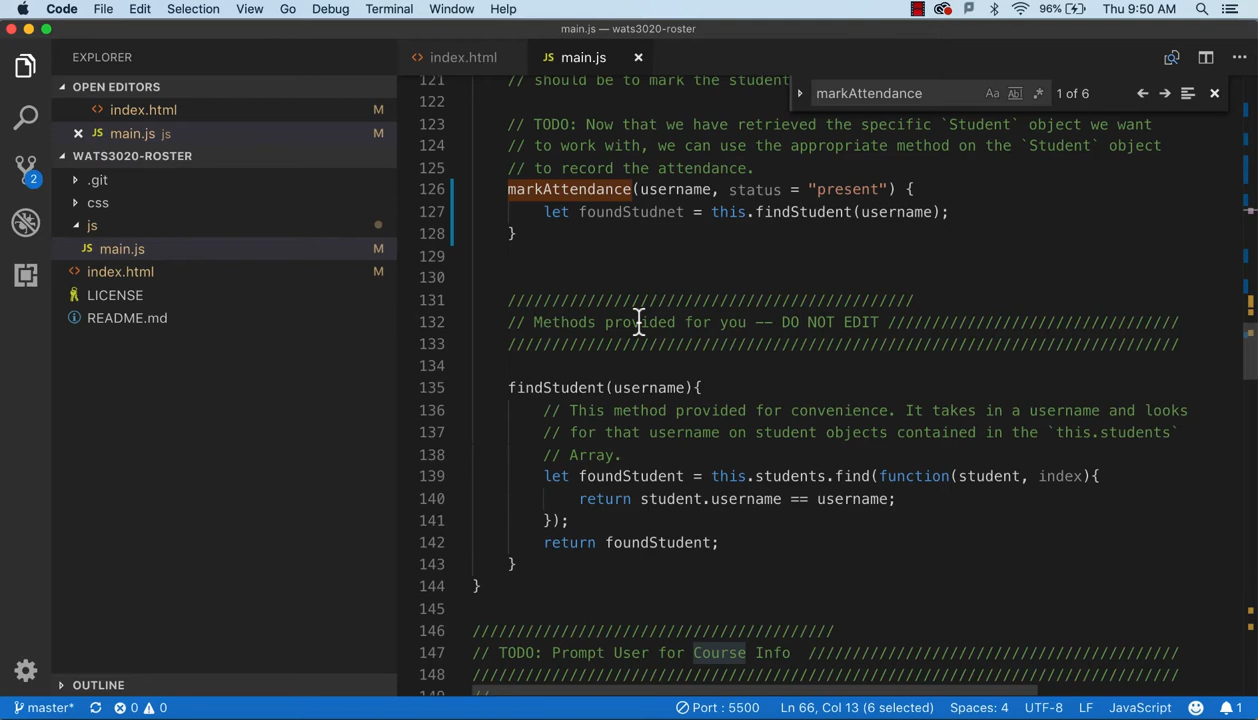 Code File Edit Selection View Go Debug Terminal Window Help 96% Thu 9:50 AM
main.js — wats3020-roster
EXPLORER
OPEN EDITORS
index.html M
main.js js M
WATS3020-ROSTER
.git
css
js
JS main.js M
index.html M
LICENSE
README.md
OUTLINE
2
index.html
JS main.js
markAttendance Aa Abl .* 1 of 6
121 // should be to mark the student
122
123 // TODO: Now that we have retrieved the specific `Student` object we want
124 // to work with, we can use the appropriate method on the `Student` object
125 // to record the attendance.
126 markAttendance(username, status = "present") {
127 let foundStudnet = this.findStudent(username);
128 }
129
130
131 //////////////////////////////////////////////
132 // Methods provided for you -- DO NOT EDIT /////////////////////////////////
133 ////////////////////////////////////////////////////////////////////////////
134
135 findStudent(username){
136 // This method provided for convenience. It takes in a username and looks
137 // for that username on student objects contained in the `this.students`
138 // Array.
139 let foundStudent = this.students.find(function(student, index){
140 return student.username == username;
141 });
142 return foundStudent;
143 }
144 }
145
146 /////////////////////////////////////////
147 // TODO: Prompt User for Course Info //////////////////////////////////////////
148 ////////////////////////////////////////////////////////////////////////////////
149 //
master* 0 0 Port : 5500 Ln 66, Col 13 (6 selected) Spaces: 4 UTF-8 LF JavaScript 1